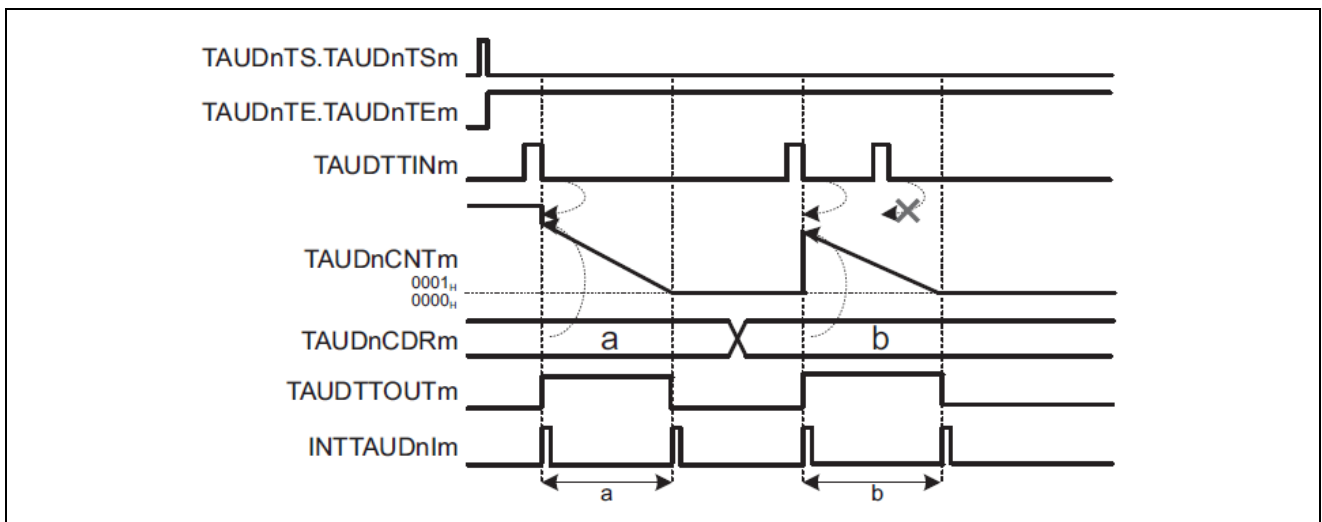 TAUDnTS.TAUDnTSm
TAUDnTE.TAUDnTEm
TAUDTTINm
TAUDnCNTm
0001H
0000H
TAUDnCDRm
a
b
TAUDTTOUTm
INTTAUDnIm
a
b